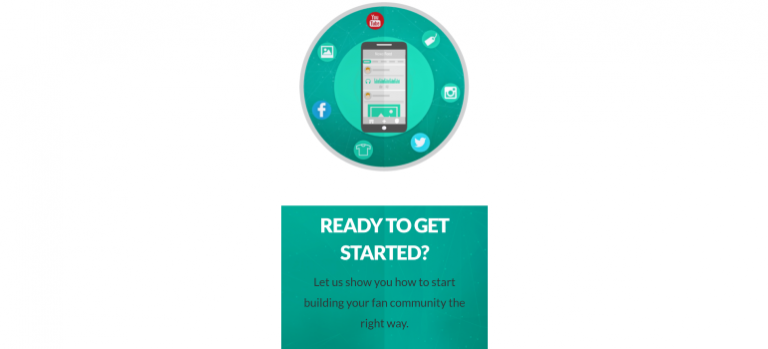 You
Tube
READY TO GET
STARTED?
Let us show you how to start
building your fan community the
right way.